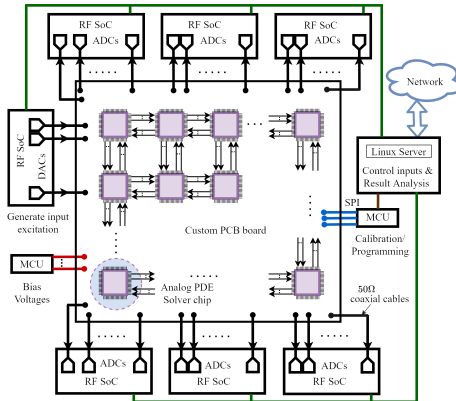 RF SoC
ADCs
RF SoC
ADCs
RF SoC
ADCs
.....
.....
Network
RF SoC
DACs
Generate input
excitation
Linux Server
Control inputs &
Result Analysis
SPI
MCU
Calibration/
Programming
Custom PCB board
MCU
Bias
Voltages
Analog PDE
Solver chip
50Ω
coaxial cables
.....
.....
ADCs
RF SoC
ADCs
RF SoC
ADCs
RF SoC